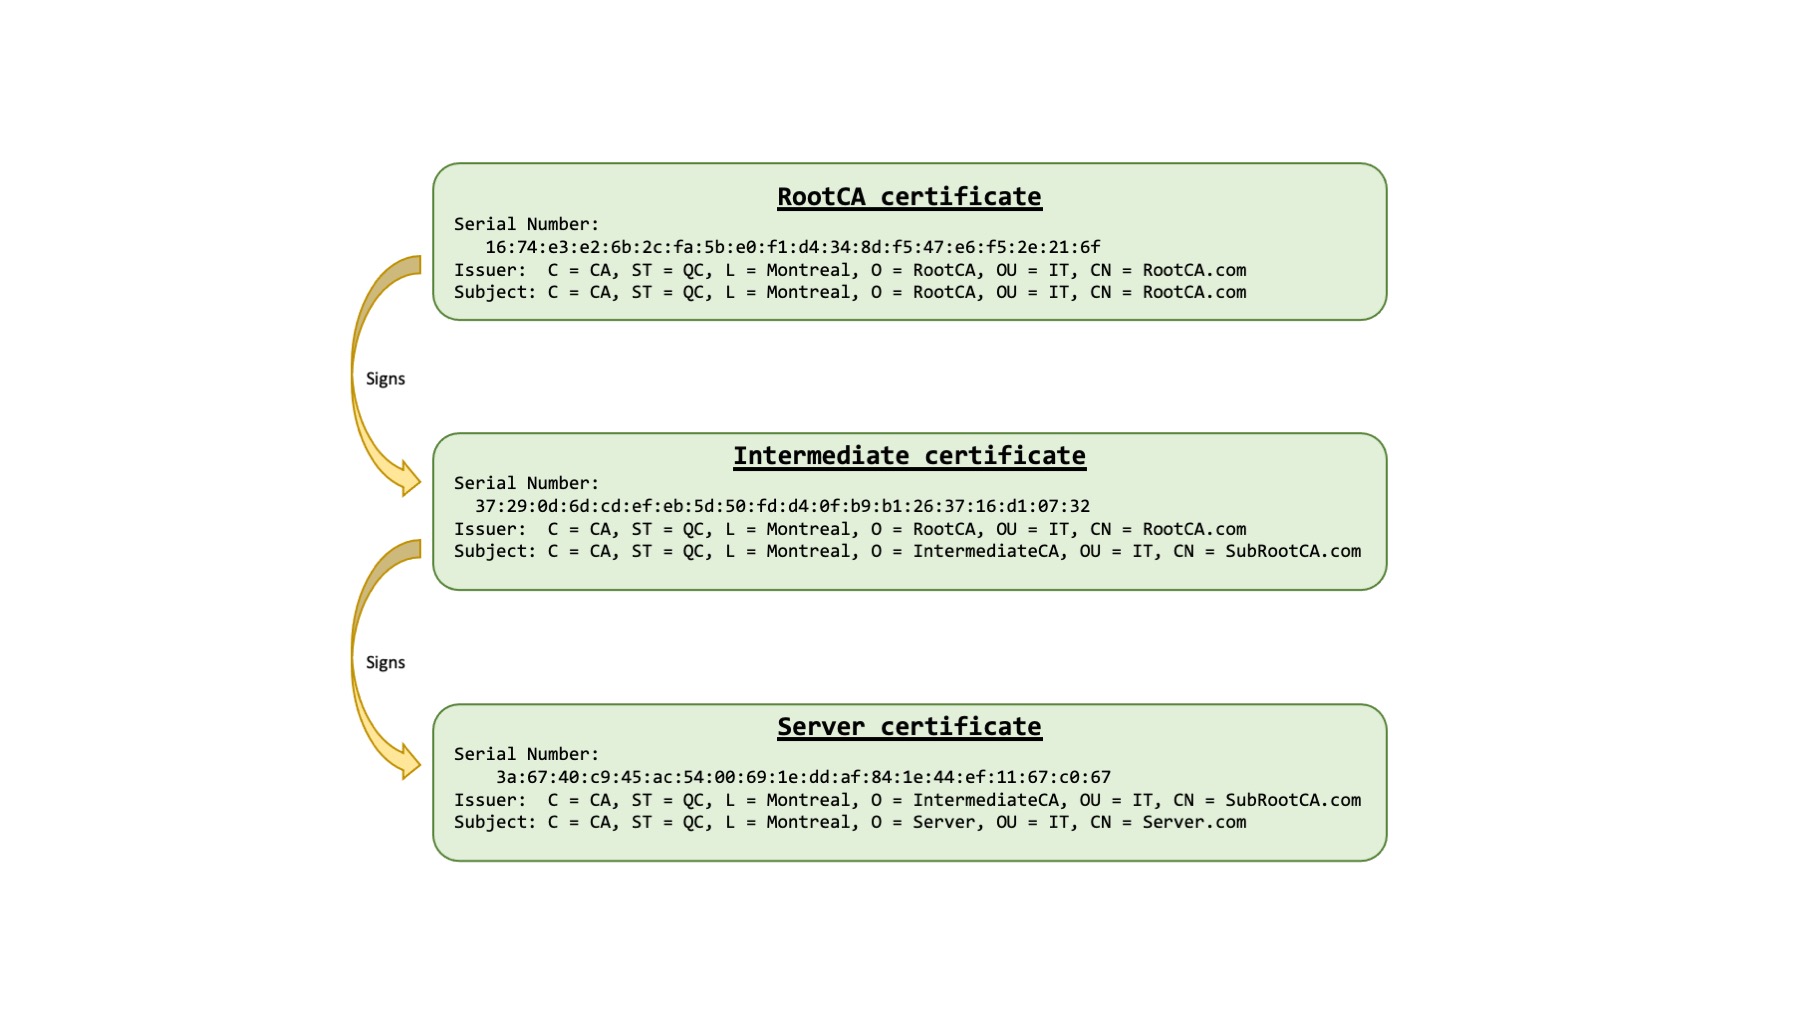 RootCA certificate
Serial Number:
16:74:e3:e2:6b:2c:fa:5b:e0:f1:d4:34:8d:f5:47:e6:f5:2e:21:6f
Issuer:  C = CA, ST = QC, L = Montreal, O = RootCA, OU = IT, CN = RootCA.com
Subject: C = CA, ST = QC, L = Montreal, O = RootCA, OU = IT, CN = RootCA.com
Signs
Intermediate certificate
Serial Number:
37:29:0d:6d:cd:ef:eb:5d:50:fd:d4:0f:b9:b1:26:37:16:d1:07:32
Issuer:  C = CA, ST = QC, L = Montreal, O = RootCA, OU = IT, CN = RootCA.com
Subject: C = CA, ST = QC, L = Montreal, O = IntermediateCA, OU = IT, CN = SubRootCA.com
Signs
Server certificate
Serial Number:
3a:67:40:c9:45:ac:54:00:69:1e:dd:af:84:1e:44:ef:11:67:c0:67
Issuer:  C = CA, ST = QC, L = Montreal, O = IntermediateCA, OU = IT, CN = SubRootCA.com
Subject: C = CA, ST = QC, L = Montreal, O = Server, OU = IT, CN = Server.com